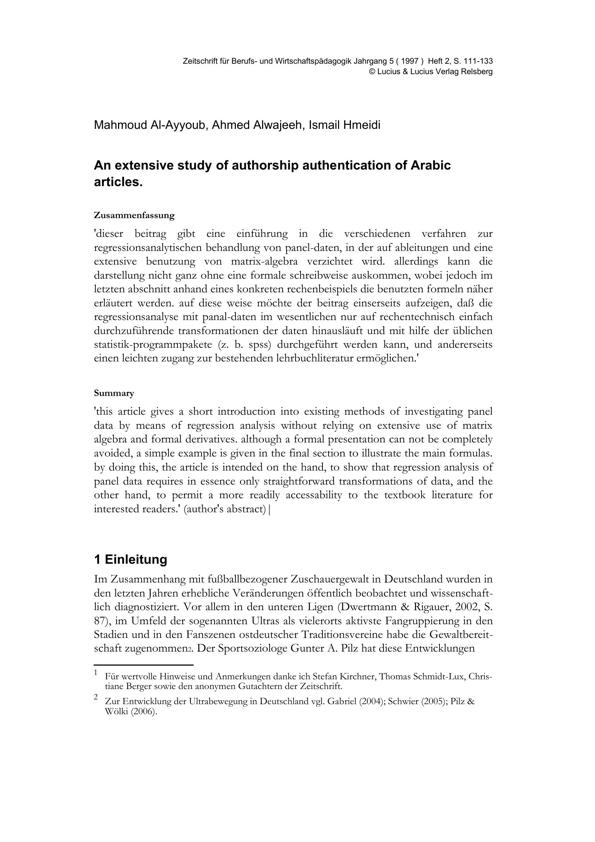 Zeitschrift für Berufs- und Wirtschaftspädagogik Jahrgang 5 ( 1997 ) Heft 2, S. 111-133
© Lucius & Lucius Verlag Relsberg
Mahmoud Al-Ayyoub, Ahmed Alwajeeh, Ismail Hmeidi
An extensive study of authorship authentication of Arabic
articles.
Zusammenfassung
'dieser beitrag gibt eine einführung in die verschiedenen verfahren zur
regressionsanalytischen behandlung von panel-daten, in der auf ableitungen und eine
extensive benutzung von matrix-algebra verzichtet wird. allerdings kann die
darstellung nicht ganz ohne eine formale schreibweise auskommen, wobei jedoch im
letzten abschnitt anhand eines konkreten rechenbeispiels die benutzten formeln näher
erläutert werden. auf diese weise möchte der beitrag einerseits aufzeigen, daß die
regressionsanalyse mit panal-daten im wesentlichen nur auf rechentechnisch einfach
durchzuführende transformationen der daten hinausläuft und mit hilfe der üblichen
statistik-programmpakete (z. b. spss) durchgeführt werden kann, und andererseits
einen leichten zugang zur bestehenden lehrbuchliteratur ermöglichen.'
Summary
'this article gives a short introduction into existing methods of investigating panel
data by means of regression analysis without relying on extensive use of matrix
algebra and formal derivatives. although a formal presentation can not be completely
avoided, a simple example is given in the final section to illustrate the main formulas.
by doing this, the article is intended on the hand, to show that regression analysis of
panel data requires in essence only straightforward transformations of data, and the
other hand, to permit a more readily accessability to the textbook literature for
interested readers.' (author's abstract)|
1 Einleitung
Im Zusammenhang mit fußballbezogener Zuschauergewalt in Deutschland wurden in
den letzten Jahren erhebliche Veränderungen öffentlich beobachtet und wissenschaft-
lich diagnostiziert. Vor allem in den unteren Ligen (Dwertmann & Rigauer, 2002, S.
87), im Umfeld der sogenannten Ultras als vielerorts aktivste Fangruppierung in den
Stadien und in den Fanszenen ostdeutscher Traditionsvereine habe die Gewaltbereit-
schaft zugenommen2. Der Sportsoziologe Gunter A. Pilz hat diese Entwicklungen
1 Für wertvolle Hinweise und Anmerkungen danke ich Stefan Kirchner, Thomas Schmidt-Lux, Chris-
tiane Berger sowie den anonymen Gutachtern der Zeitschrift.
2 Zur Entwicklung der Ultrabewegung in Deutschland vgl. Gabriel (2004); Schwier (2005); Pilz &
Wölki (2006).